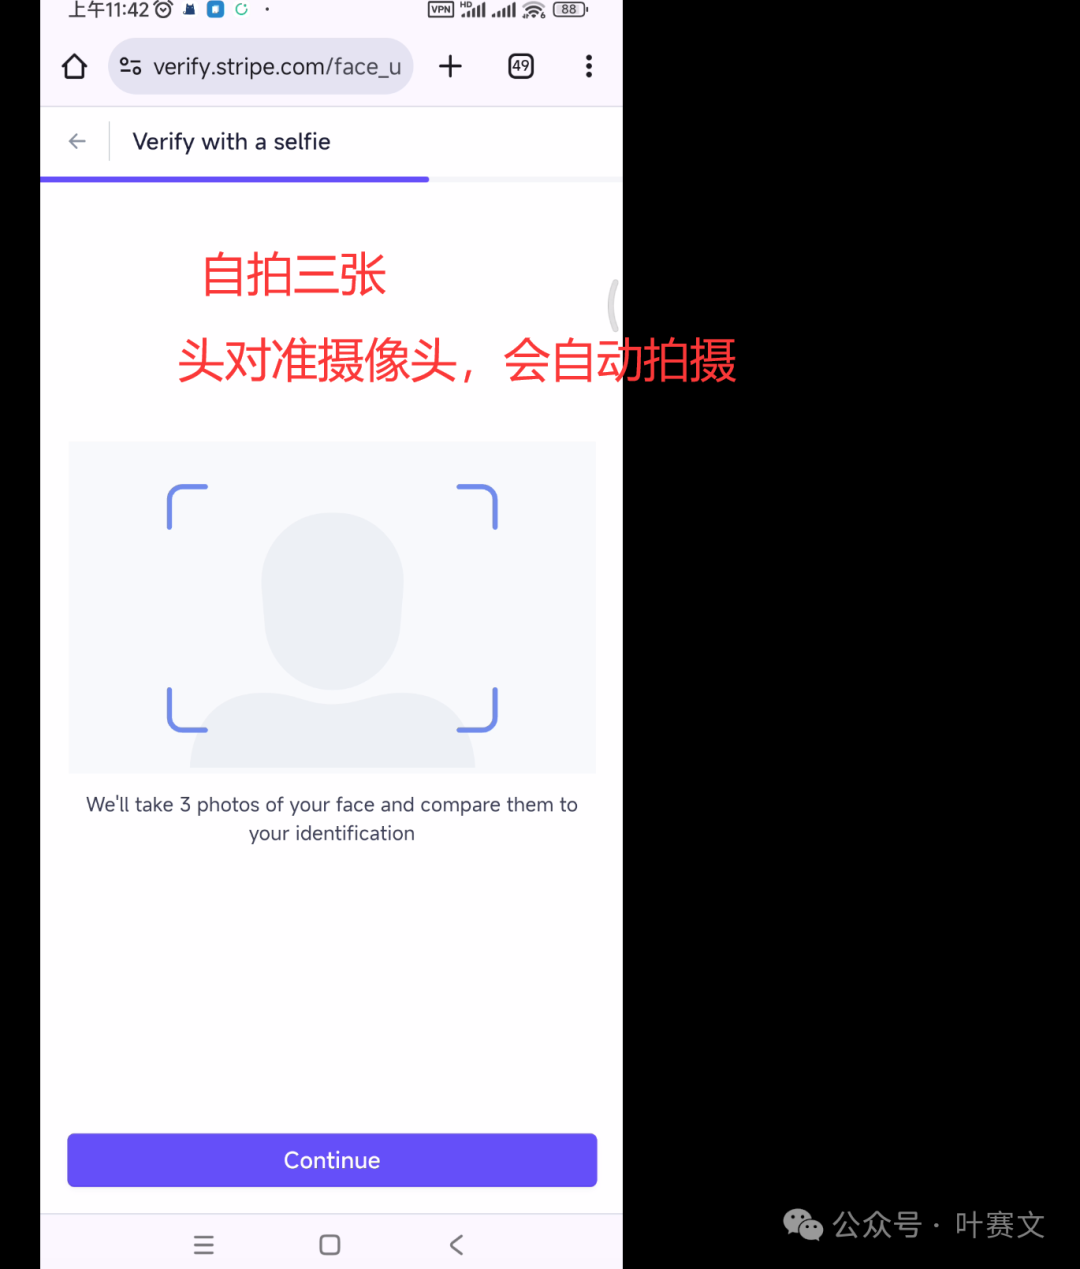 上午11:42
VPN HD 6 88
verify.stripe.com/face_u
49
Verify with a selfie
自拍三张
头对准摄像头，会自动拍摄
We'll take 3 photos of your face and compare them to
your identification
Continue
公众号 · 叶赛文